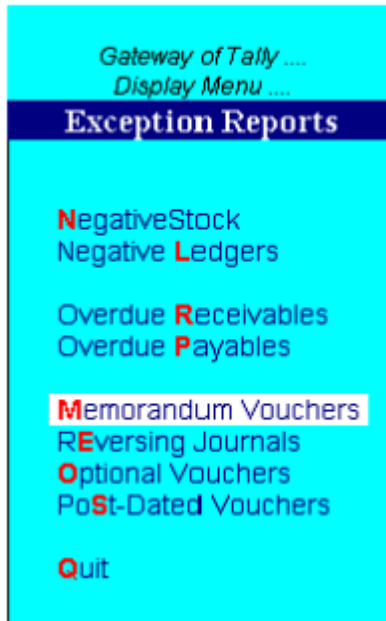 Gateway of Tally ....
Display Menu ....
Exception Reports
NegativeStock
Negative Ledgers
Overdue Receivables
Overdue Payables
Memorandum Vouchers
REversing Journals
Optional Vouchers
PoSt-Dated Vouchers
Quit